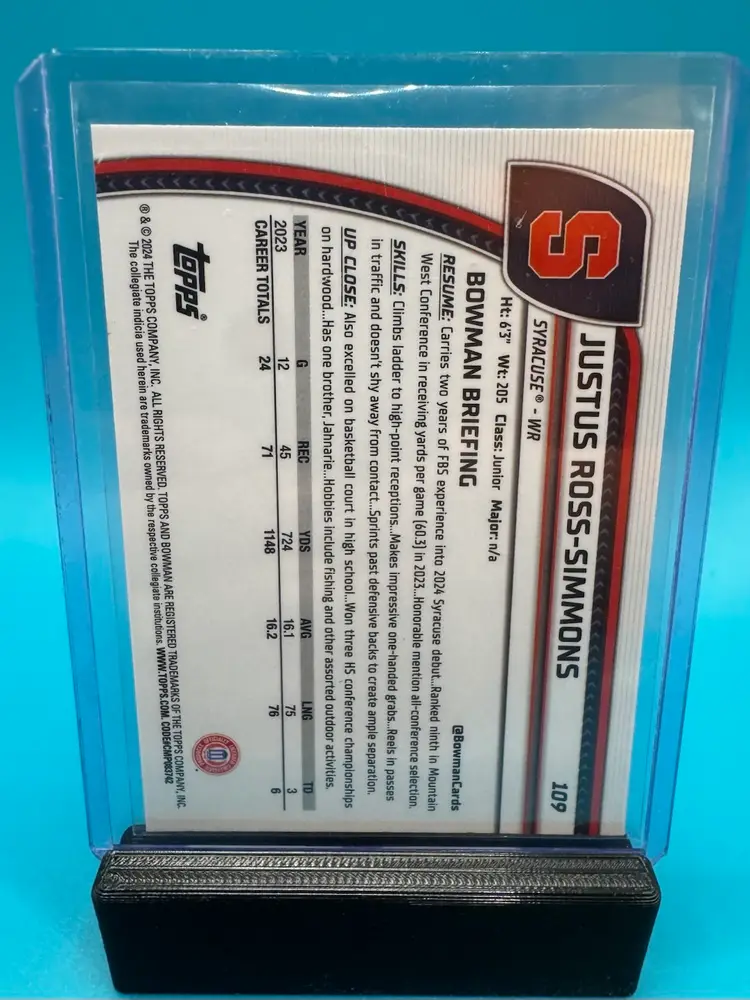 S
JUSTUS ROSS-SIMMONS
109
SYRACUSE® - WR
Ht: 6'3" Wt: 205 Class: Junior Major: n/a
BOWMAN BRIEFING
@BowmanCards
RESUME: Carries two years of FBS experience into 2024 Syracuse debut...Ranked ninth in Mountain
West Conference in receiving yards per game (60.3) in 2023...Honorable mention all-conference selection.
SKILLS: Climbs ladder to high-point receptions...Makes impressive one-handed grabs...Reels in passes
in traffic and doesn't shy away from contact...Sprints past defensive backs to create ample separation.
UP CLOSE: Also excelled on basketball court in high school...Won three HS conference championships
on hardwood...Has one brother, Jahnarie...Hobbies include fishing and other assorted outdoor activities.
YEAR G REC YDS AVG LNG TD
2023 12 45 724 16.1 75 3
CAREER TOTALS 24 71 1148 16.2 76 6
topps®
® & © 2024 THE TOPPS COMPANY, INC. ALL RIGHTS RESERVED. TOPPS AND BOWMAN ARE REGISTERED TRADEMARKS OF THE TOPPS COMPANY, INC.
The collegiate indicia used herein are trademarks owned by the respective collegiate institutions. WWW.TOPPS.COM. CODE#CMP083742